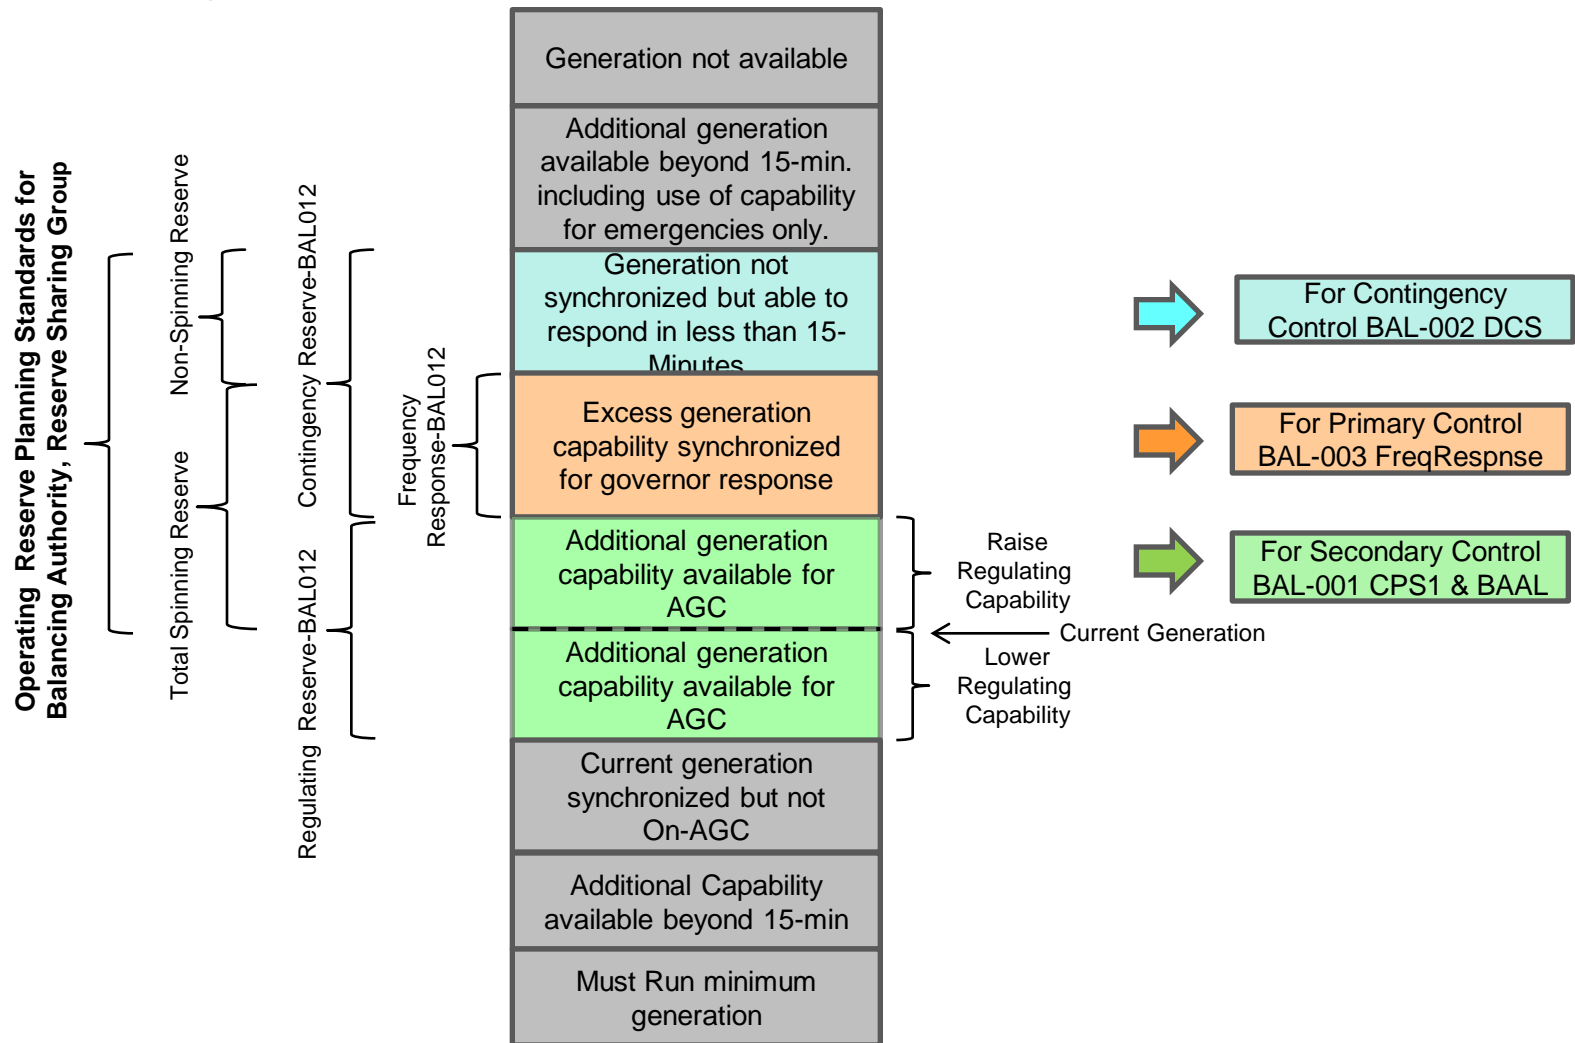 Operating Reserve Planning Standards for
Balancing Authority, Reserve Sharing Group
Non-Spinning Reserve
Total Spinning Reserve
Contingency Reserve-BAL012
Regulating Reserve-BAL012
Frequency
Response-BAL012
Generation not available
Additional generation
available beyond 15-min.
including use of capability
for emergencies only.
Generation not
synchronized but able to
respond in less than 15-
Minutes
Excess generation
capability synchronized
for governor response
Additional generation
capability available for
AGC
Additional generation
capability available for
AGC
Current generation
synchronized but not
On-AGC
Additional Capability
available beyond 15-min
Must Run minimum
generation
Raise
Regulating
Capability
Current Generation
Lower
Regulating
Capability
For Contingency
Control BAL-002 DCS
For Primary Control
BAL-003 FreqRespnse
For Secondary Control
BAL-001 CPS1 & BAAL